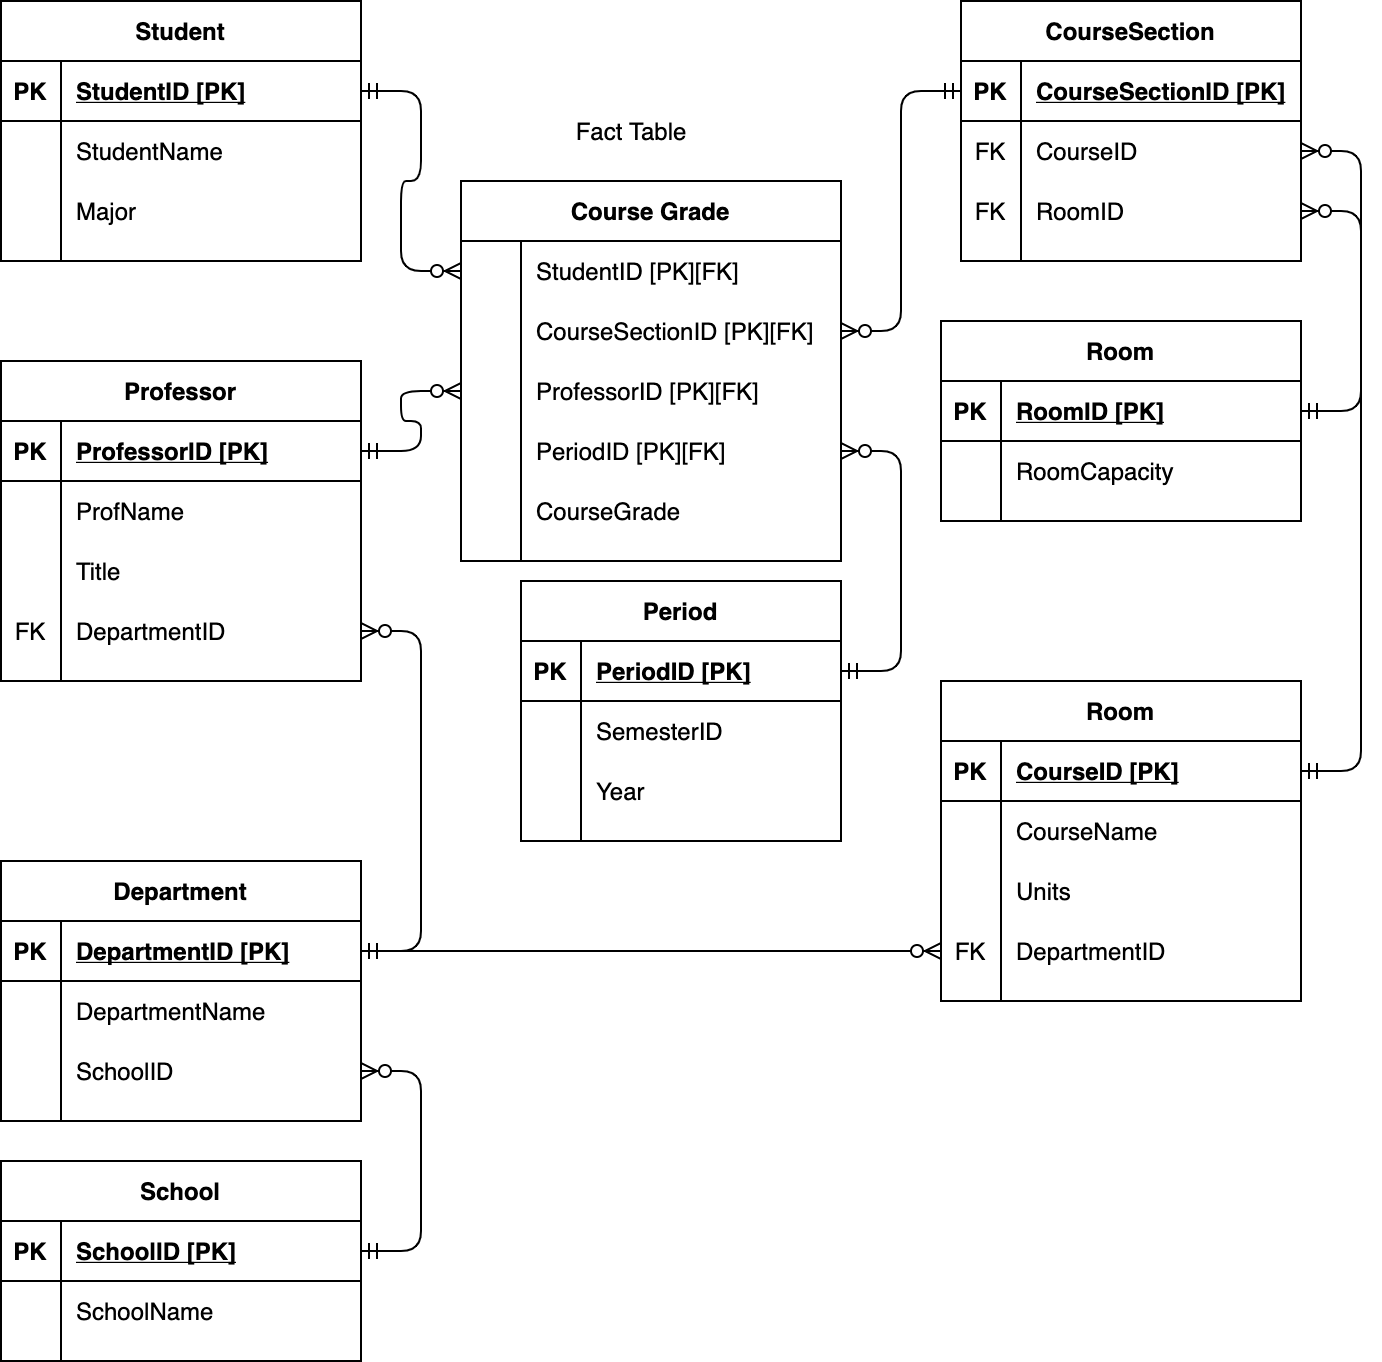 Student
PK StudentID [PK]
StudentName
Major
Fact Table
Course Grade
StudentID [PK][FK]
CourseSectionID [PK][FK]
ProfessorID [PK][FK]
PeriodID [PK][FK]
CourseGrade
CourseSection
PK CourseSectionID [PK]
FK CourseID
FK RoomID
Room
PK RoomID [PK]
RoomCapacity
Professor
PK ProfessorID [PK]
ProfName
Title
FK DepartmentID
Period
PK PeriodID [PK]
SemesterID
Year
Room
PK CourseID [PK]
CourseName
Units
FK DepartmentID
Department
PK DepartmentID [PK]
DepartmentName
SchoolID
School
PK SchoolID [PK]
SchoolName